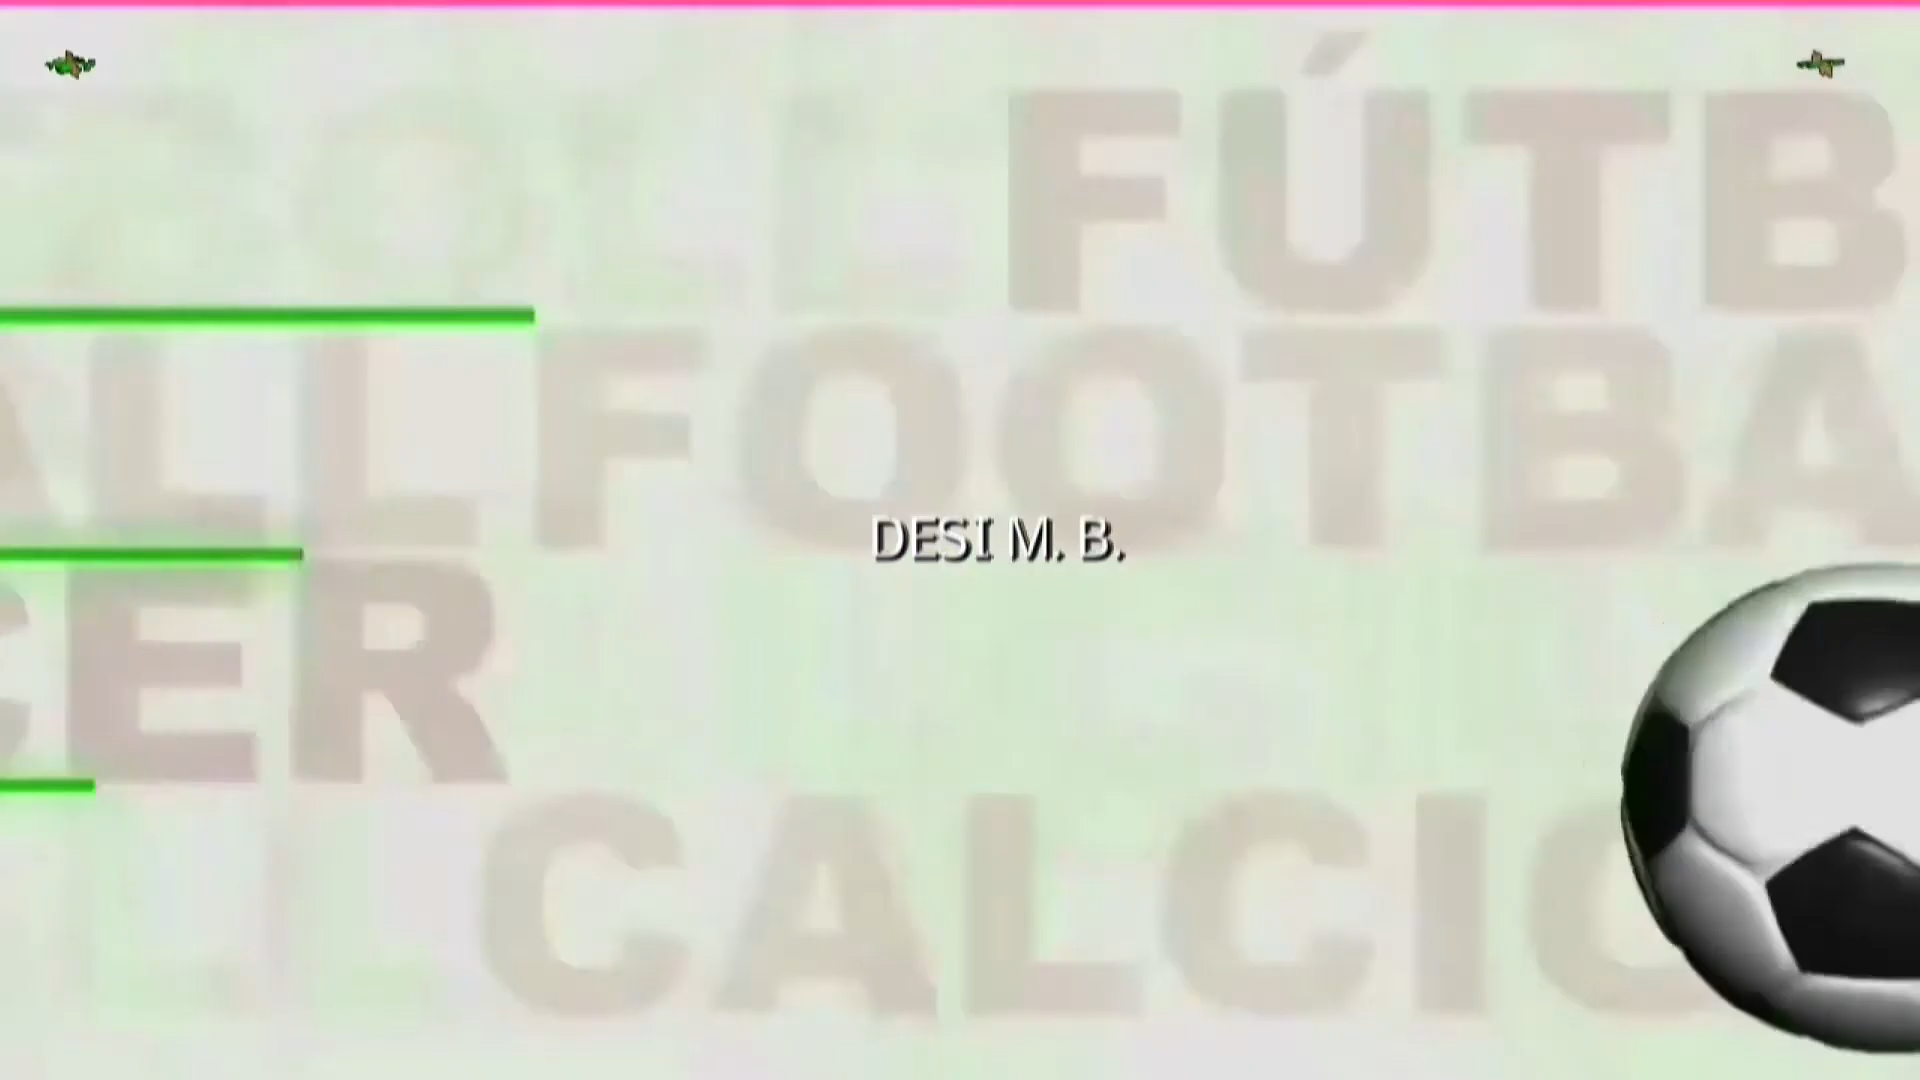 FÚTB
ALL FOOTBA
DESI M. B.
CER
CALCIO